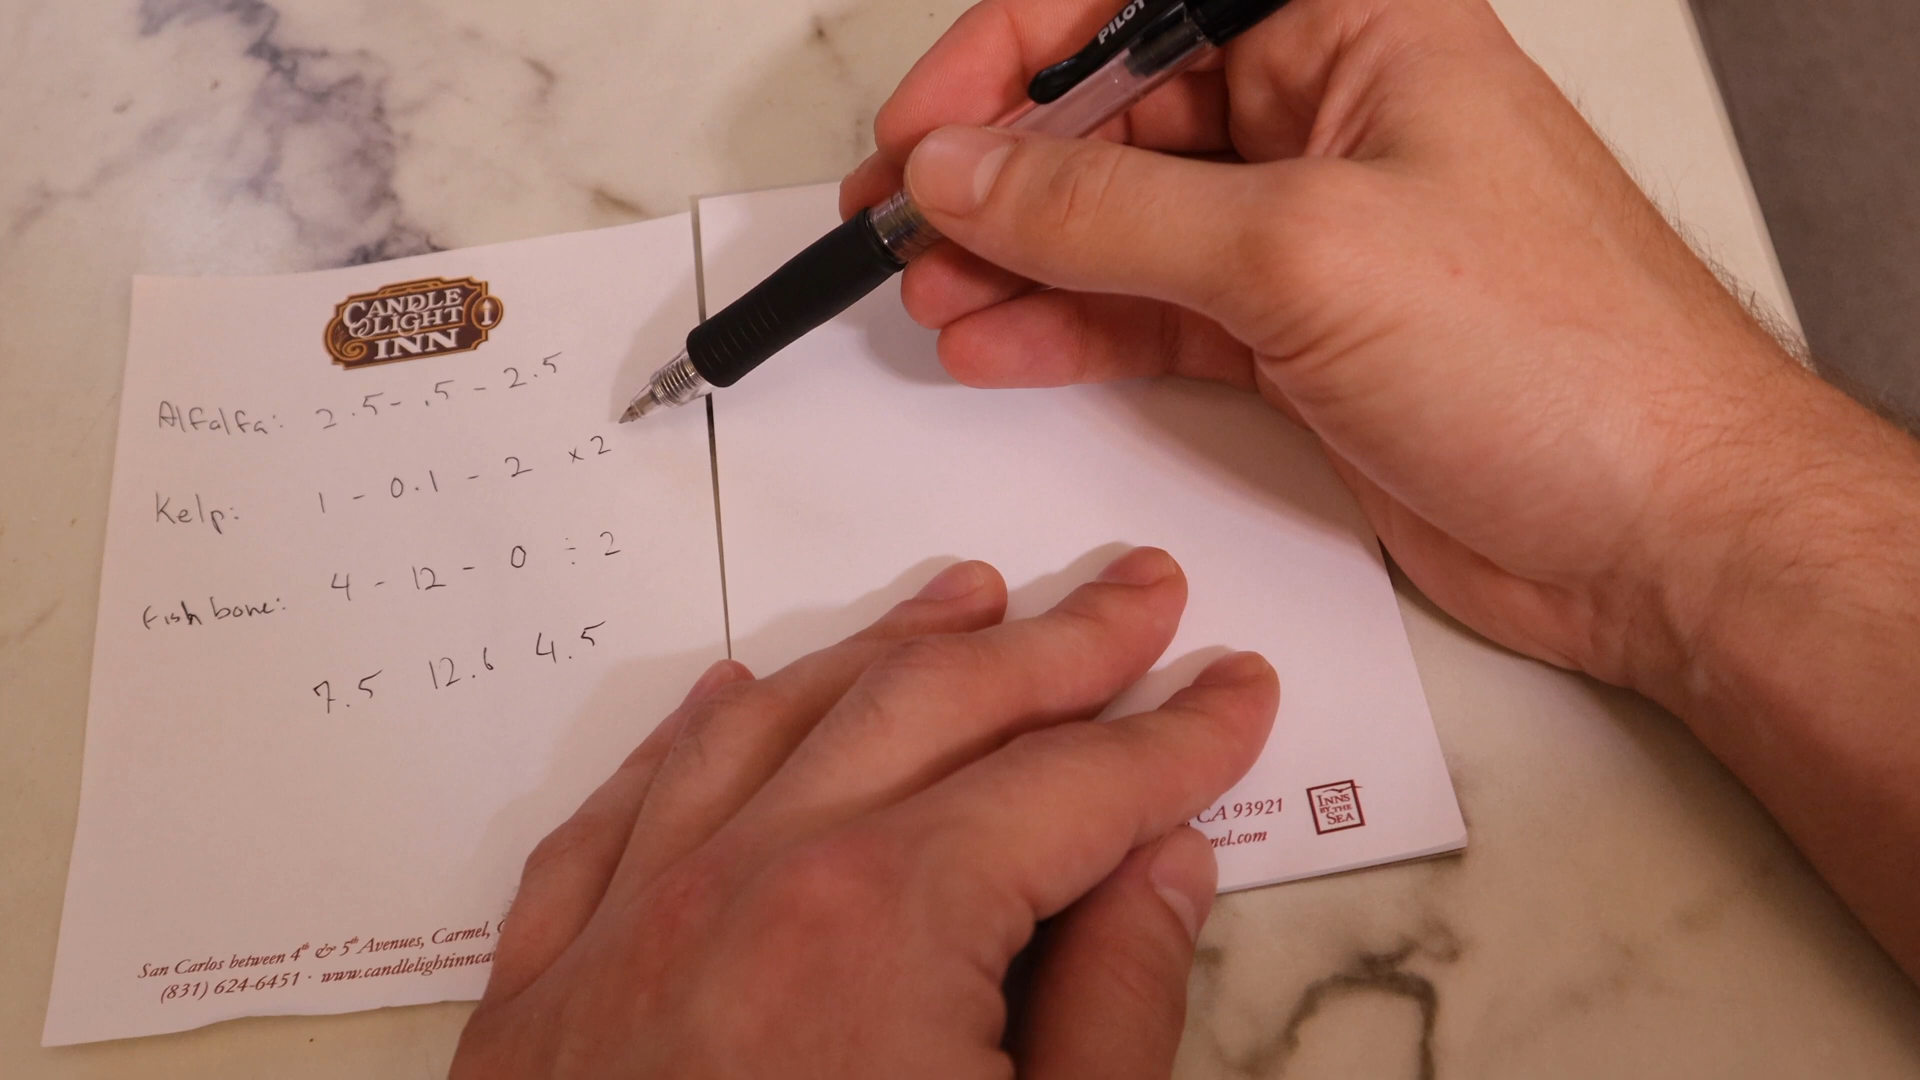 PILOT
CANDLE
LIGHT
INN
Alfalfa: 2.5 - .5 - 2.5
Kelp: 1 - 0.1 - 2 x2
Fish bone: 4 - 12 - 0 ÷ 2
7.5 12.6 4.5
San Carlos between 4th & 5th Avenues, Carmel,
(831) 624-6451 · www.candlelightinnca
CA 93921
mel.com
INNS
BY THE
SEA